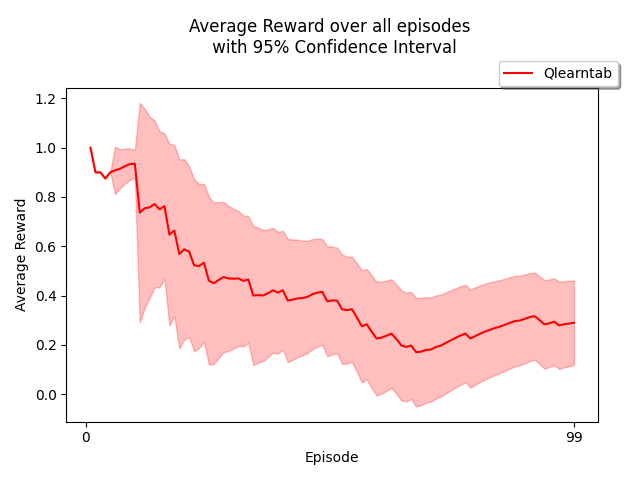 Average Reward over all episodes
with 95% Confidence Interval
Qlearntab
1.2
1.0
0.8
0.6
0.4
0.2
0.0
Average Reward
0
99
Episode